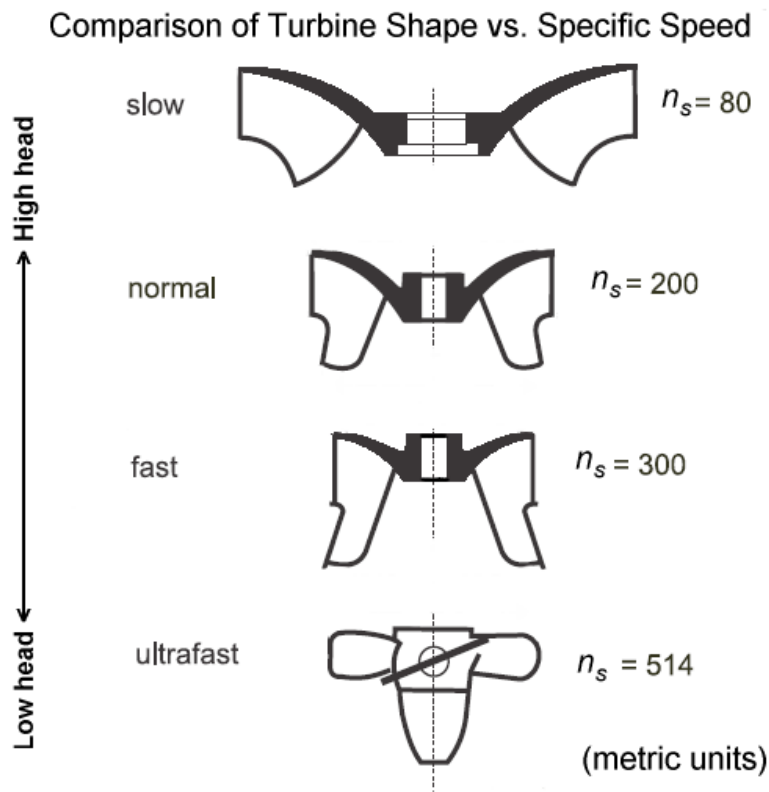 Comparison of Turbine Shape vs. Specific Speed
High head
Low head
slow
ns = 80
normal
ns = 200
fast
ns = 300
ultrafast
ns = 514
(metric units)